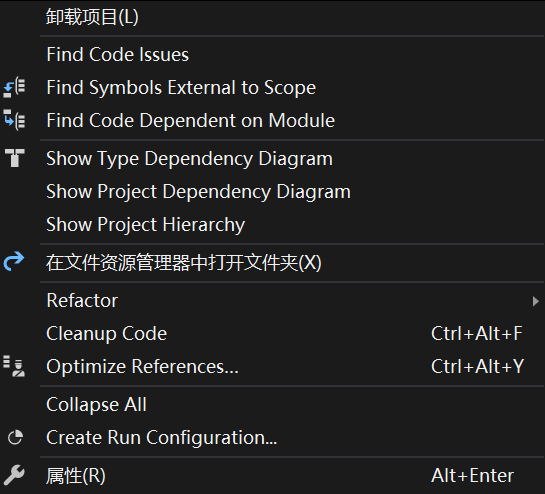 卸载项目(L)
Find Code Issues
Find Symbols External to Scope
Find Code Dependent on Module
Show Type Dependency Diagram
Show Project Dependency Diagram
Show Project Hierarchy
在文件资源管理器中打开文件夹(X)
Refactor
Cleanup Code Ctrl+Alt+F
Optimize References... Ctrl+Alt+Y
Collapse All
Create Run Configuration...
属性(R) Alt+Enter